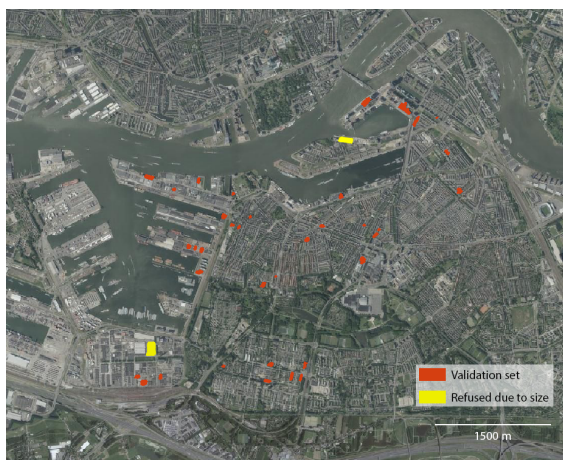 Validation set
Refused due to size
1500 m